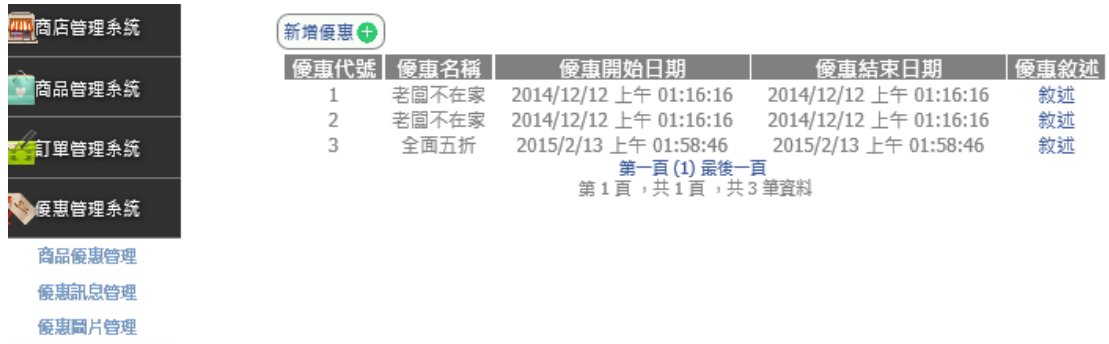 商店管理系統
商品管理系統
訂單管理系統
優惠管理系統
商品優惠管理
優惠訊息管理
優惠圖片管理
新增優惠
優惠代號 優惠名稱 優惠開始日期 優惠結束日期 優惠敘述
1 老闆不在家 2014/12/12 上午 01:16:16 2014/12/12 上午 01:16:16 敘述
2 老闆不在家 2014/12/12 上午 01:16:16 2014/12/12 上午 01:16:16 敘述
3 全面五折 2015/2/13 上午 01:58:46 2015/2/13 上午 01:58:46 敘述
第一頁 (1) 最後一頁
第 1 頁 ，共 1 頁 ，共 3 筆資料